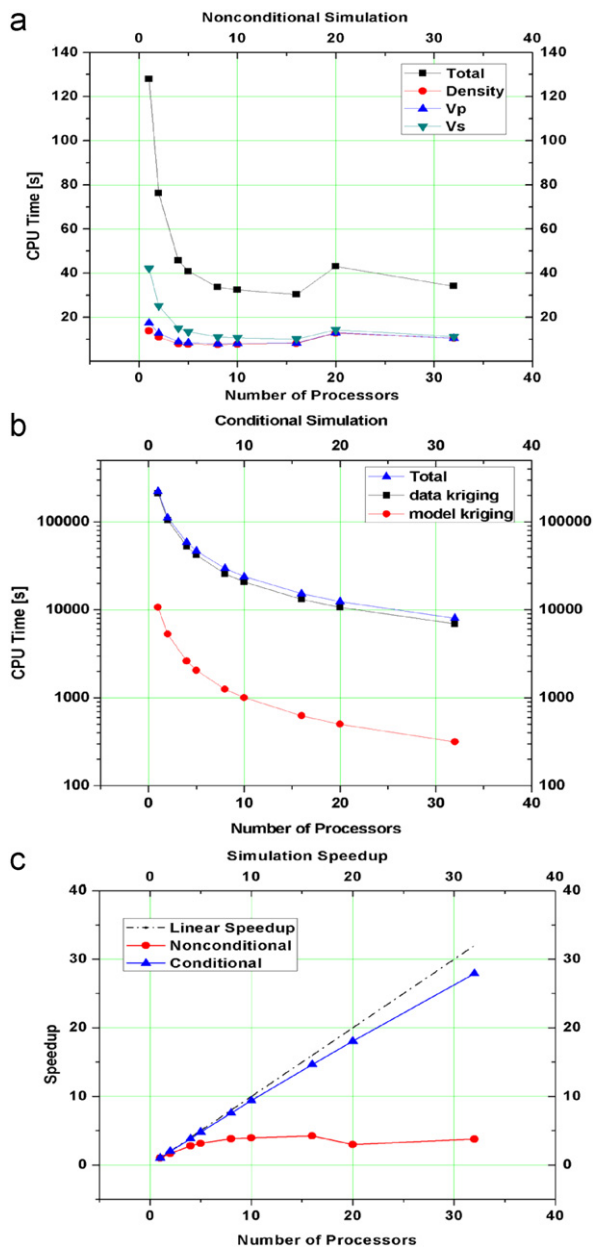 a
Nonconditional Simulation
0 10 20 30 40
140 140
120 120
100 100
80 80
60 60
40 40
20 20
Total
Density
Vp
Vs
CPU Time [s]
0 10 20 30 40
Number of Processors
b
Conditional Simulation
0 10 20 30 40
Total
data kriging
model kriging
100000 100000
10000 10000
1000 1000
100 100
CPU Time [s]
0 10 20 30 40
Number of Processors
c
Simulation Speedup
0 10 20 30 40
40 40
30 30
20 20
10 10
0 0
Linear Speedup
Nonconditional
Conditional
Speedup
0 10 20 30 40
Number of Processors